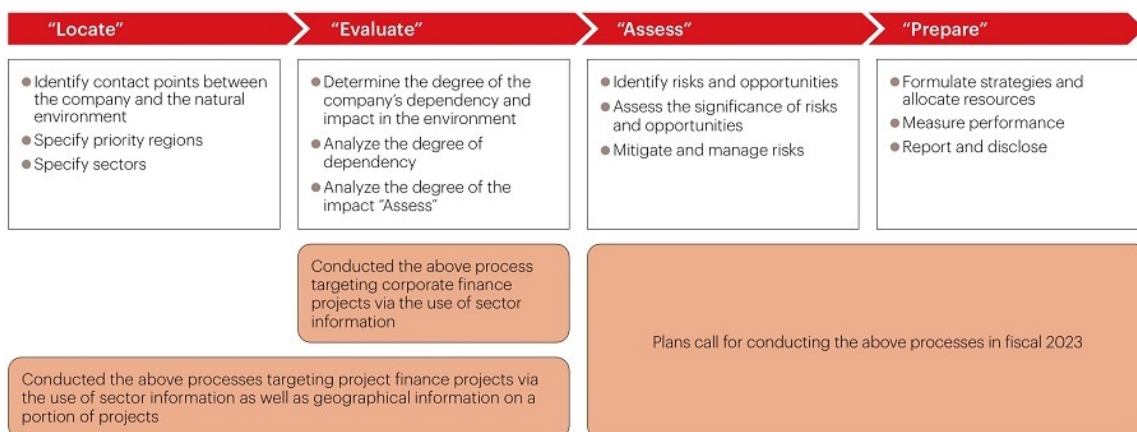 "Locate"
"Evaluate"
"Assess"
"Prepare"
Identify contact points between
the company and the natural
environment
Specify priority regions
Specify sectors
Determine the degree of the
company's dependency and
impact in the environment
Analyze the degree of
dependency
Analyze the degree of the
impact "Assess"
Identify risks and opportunities
Assess the significance of risks
and opportunities
Mitigate and manage risks
Formulate strategies and
allocate resources
Measure performance
Report and disclose
Conducted the above process
targeting corporate finance
projects via the use of sector
information
Conducted the above processes targeting project finance projects via
the use of sector information as well as geographical information on a
portion of projects
Plans call for conducting the above processes in fiscal 2023